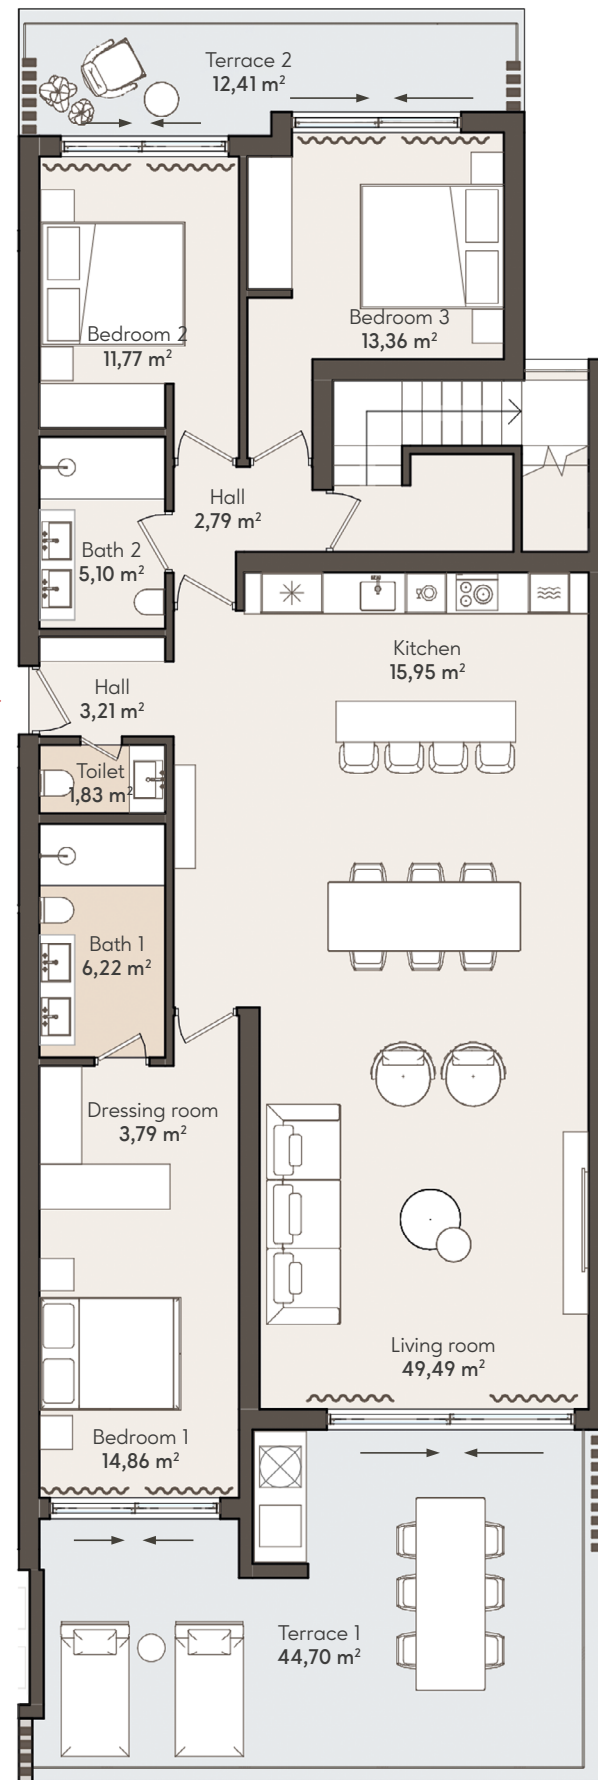 Terrace 2
12,41 m²
Bedroom 2
11,77 m²
Bedroom 3
13,36 m²
Hall
2,79 m²
Bath 2
5,10 m²
Kitchen
15,95 m²
Hall
3,21 m²
Toilet
1,83 m²
Bath 1
6,22 m²
Dressing room
3,79 m²
Living room
49,49 m²
Bedroom 1
14,86 m²
Terrace 1
44,70 m²